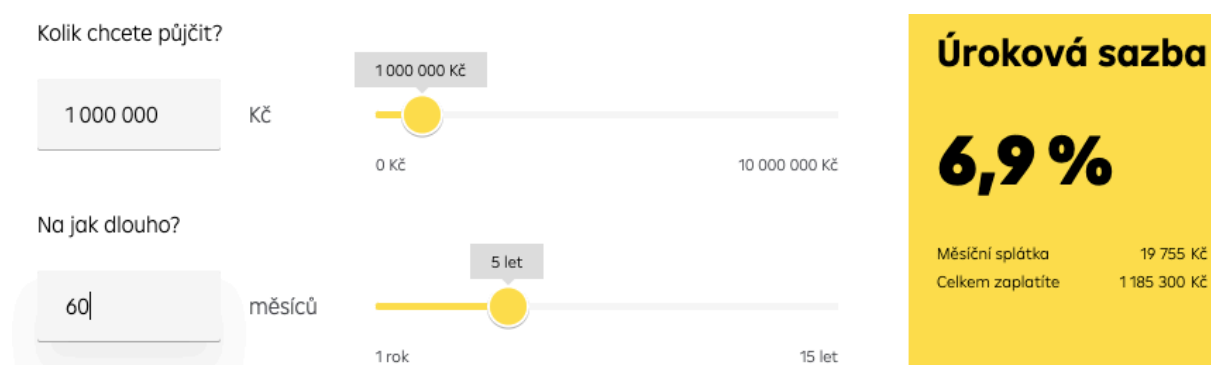 Kolik chcete půjčit?
1 000 000 Kč
1 000 000 Kč
0 Kč 10 000 000 Kč
Na jak dlouho?
5 let
60 měsíců
1 rok 15 let
Úroková sazba
6,9 %
Měsíční splátka 19 755 Kč
Celkem zaplatíte 1 185 300 Kč